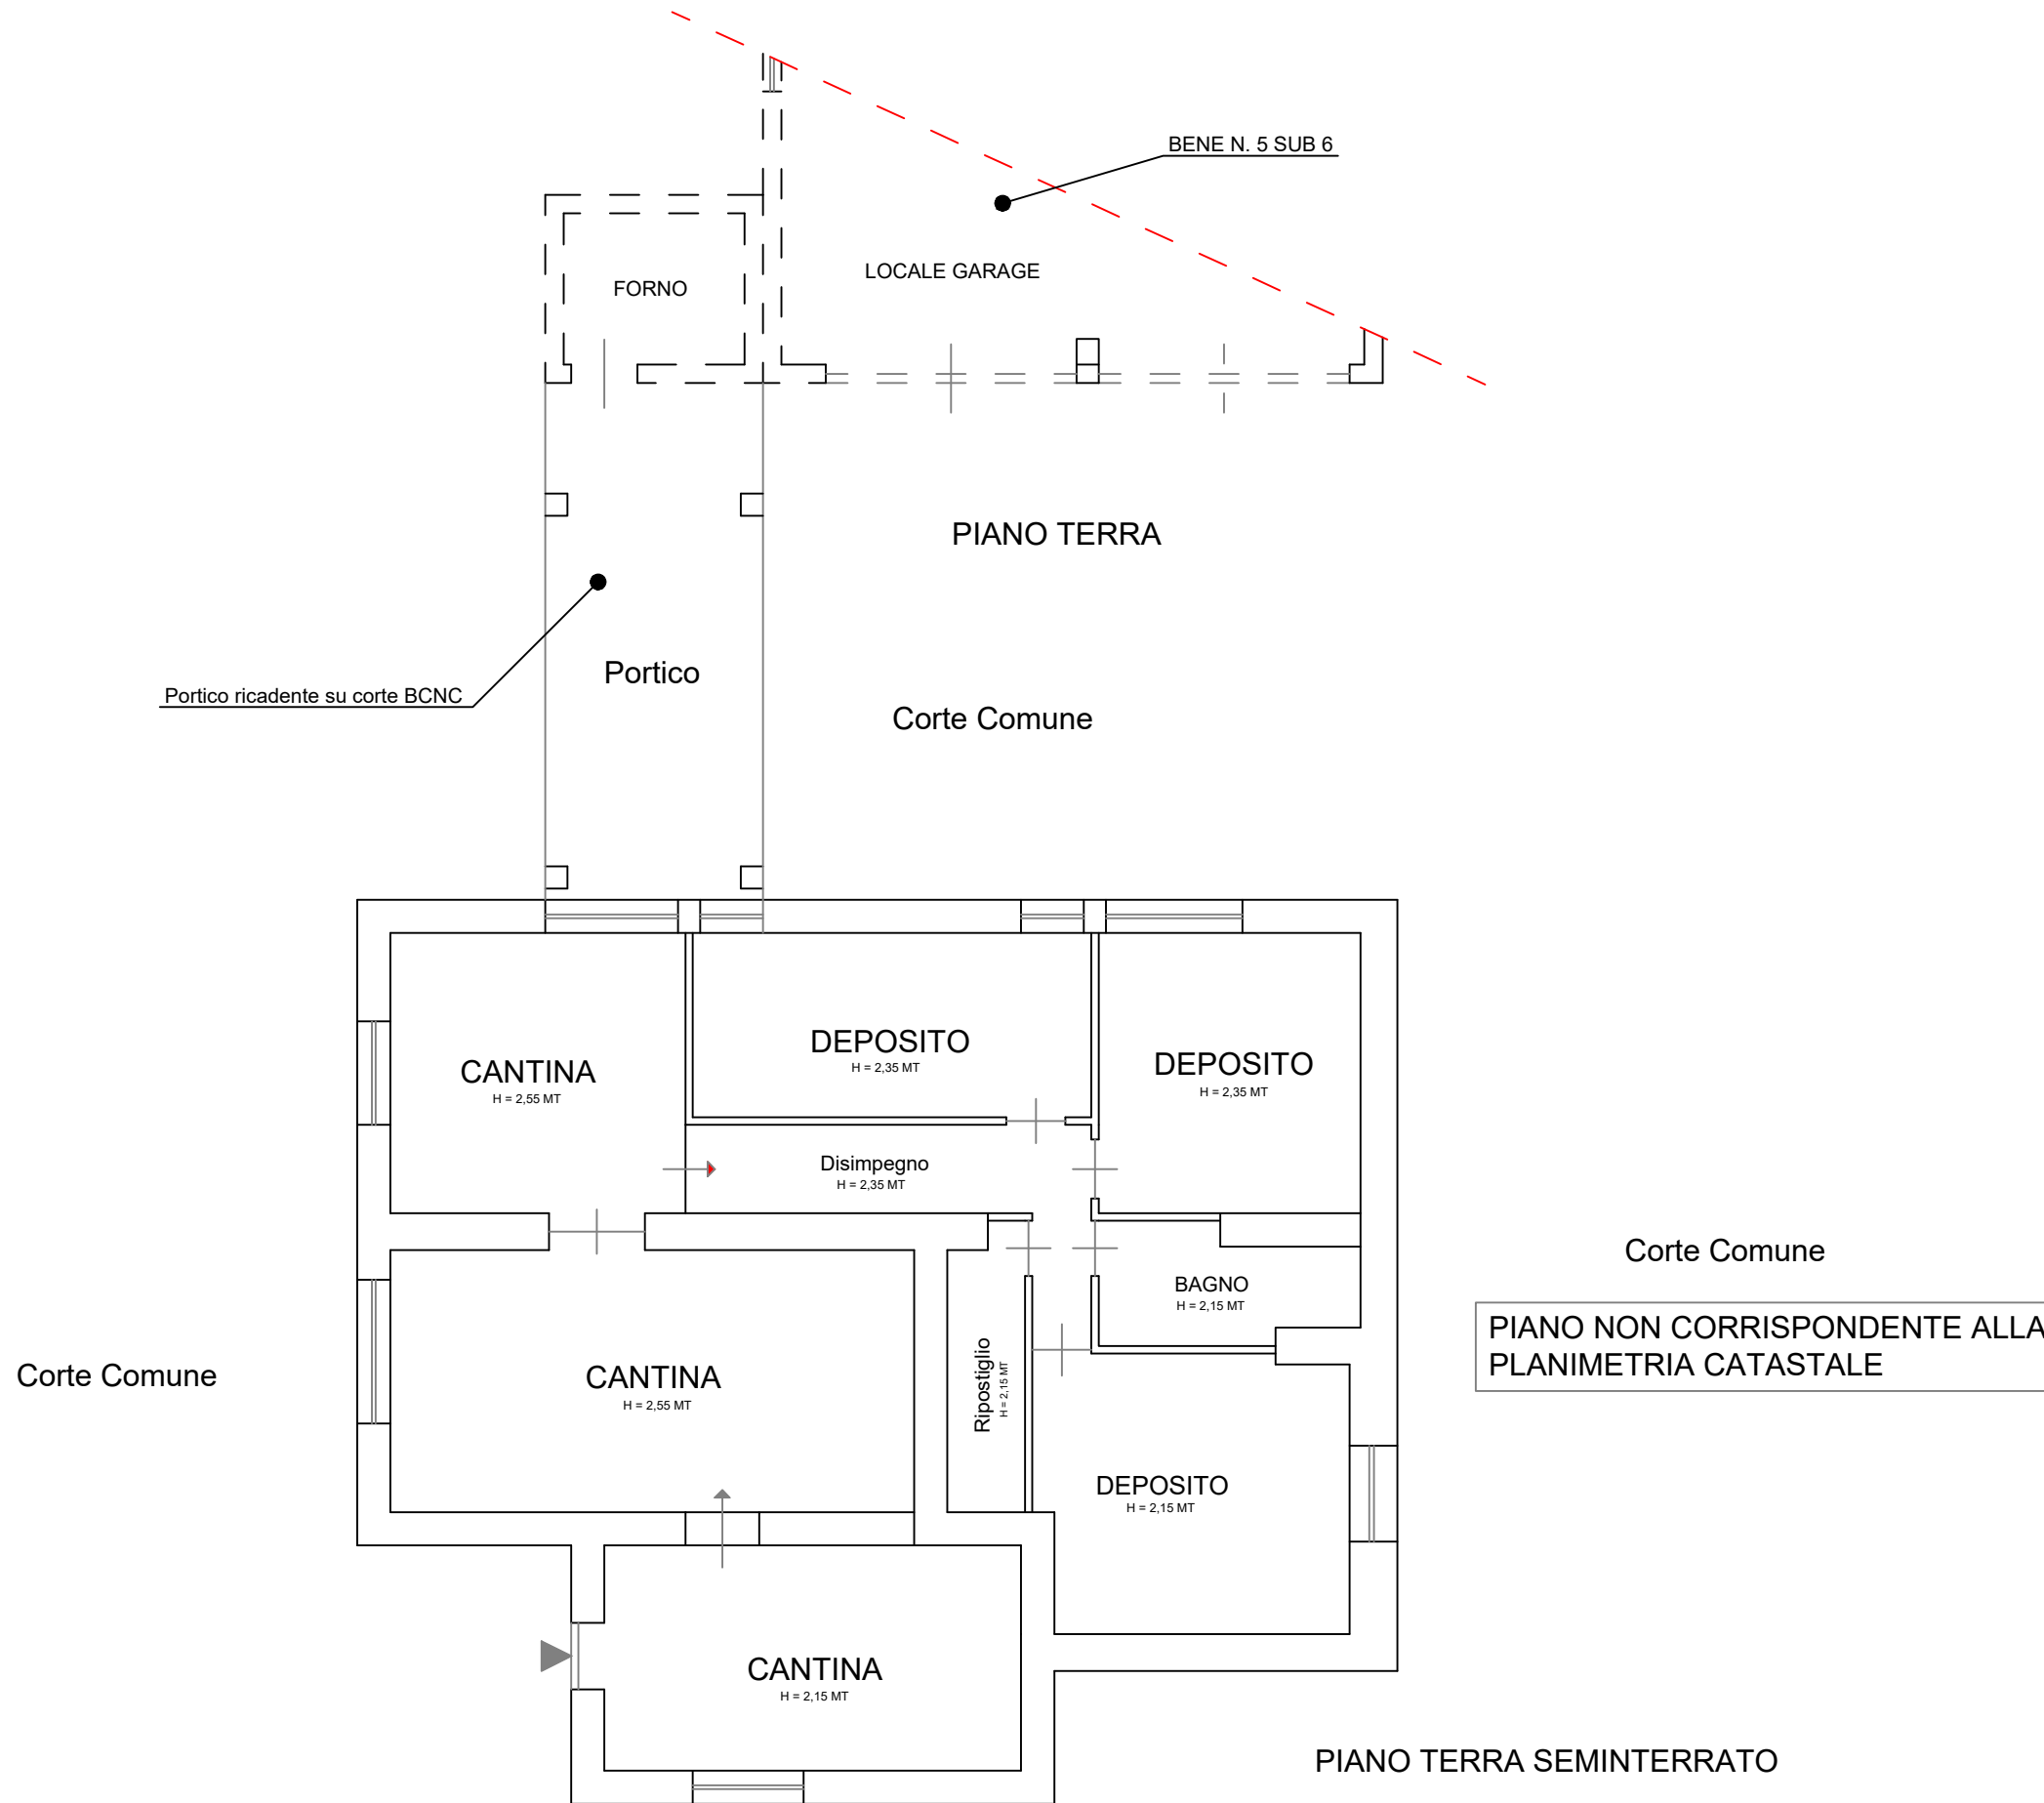 BENE N. 5 SUB 6
LOCALE GARAGE
FORNO
PIANO TERRA
Portico
Portico ricadente su corte BCNC
Corte Comune
DEPOSITO
H = 2,35 MT
DEPOSITO
H = 2,35 MT
CANTINA
H = 2,55 MT
Disimpegno
H = 2,35 MT
Corte Comune
BAGNO
H = 2,15 MT
PIANO NON CORRISPONDENTE ALLA
PLANIMETRIA CATASTALE
Corte Comune
CANTINA
H = 2,55 MT
Ripostiglio
H = 2,15 MT
DEPOSITO
H = 2,15 MT
CANTINA
H = 2,15 MT
PIANO TERRA SEMINTERRATO